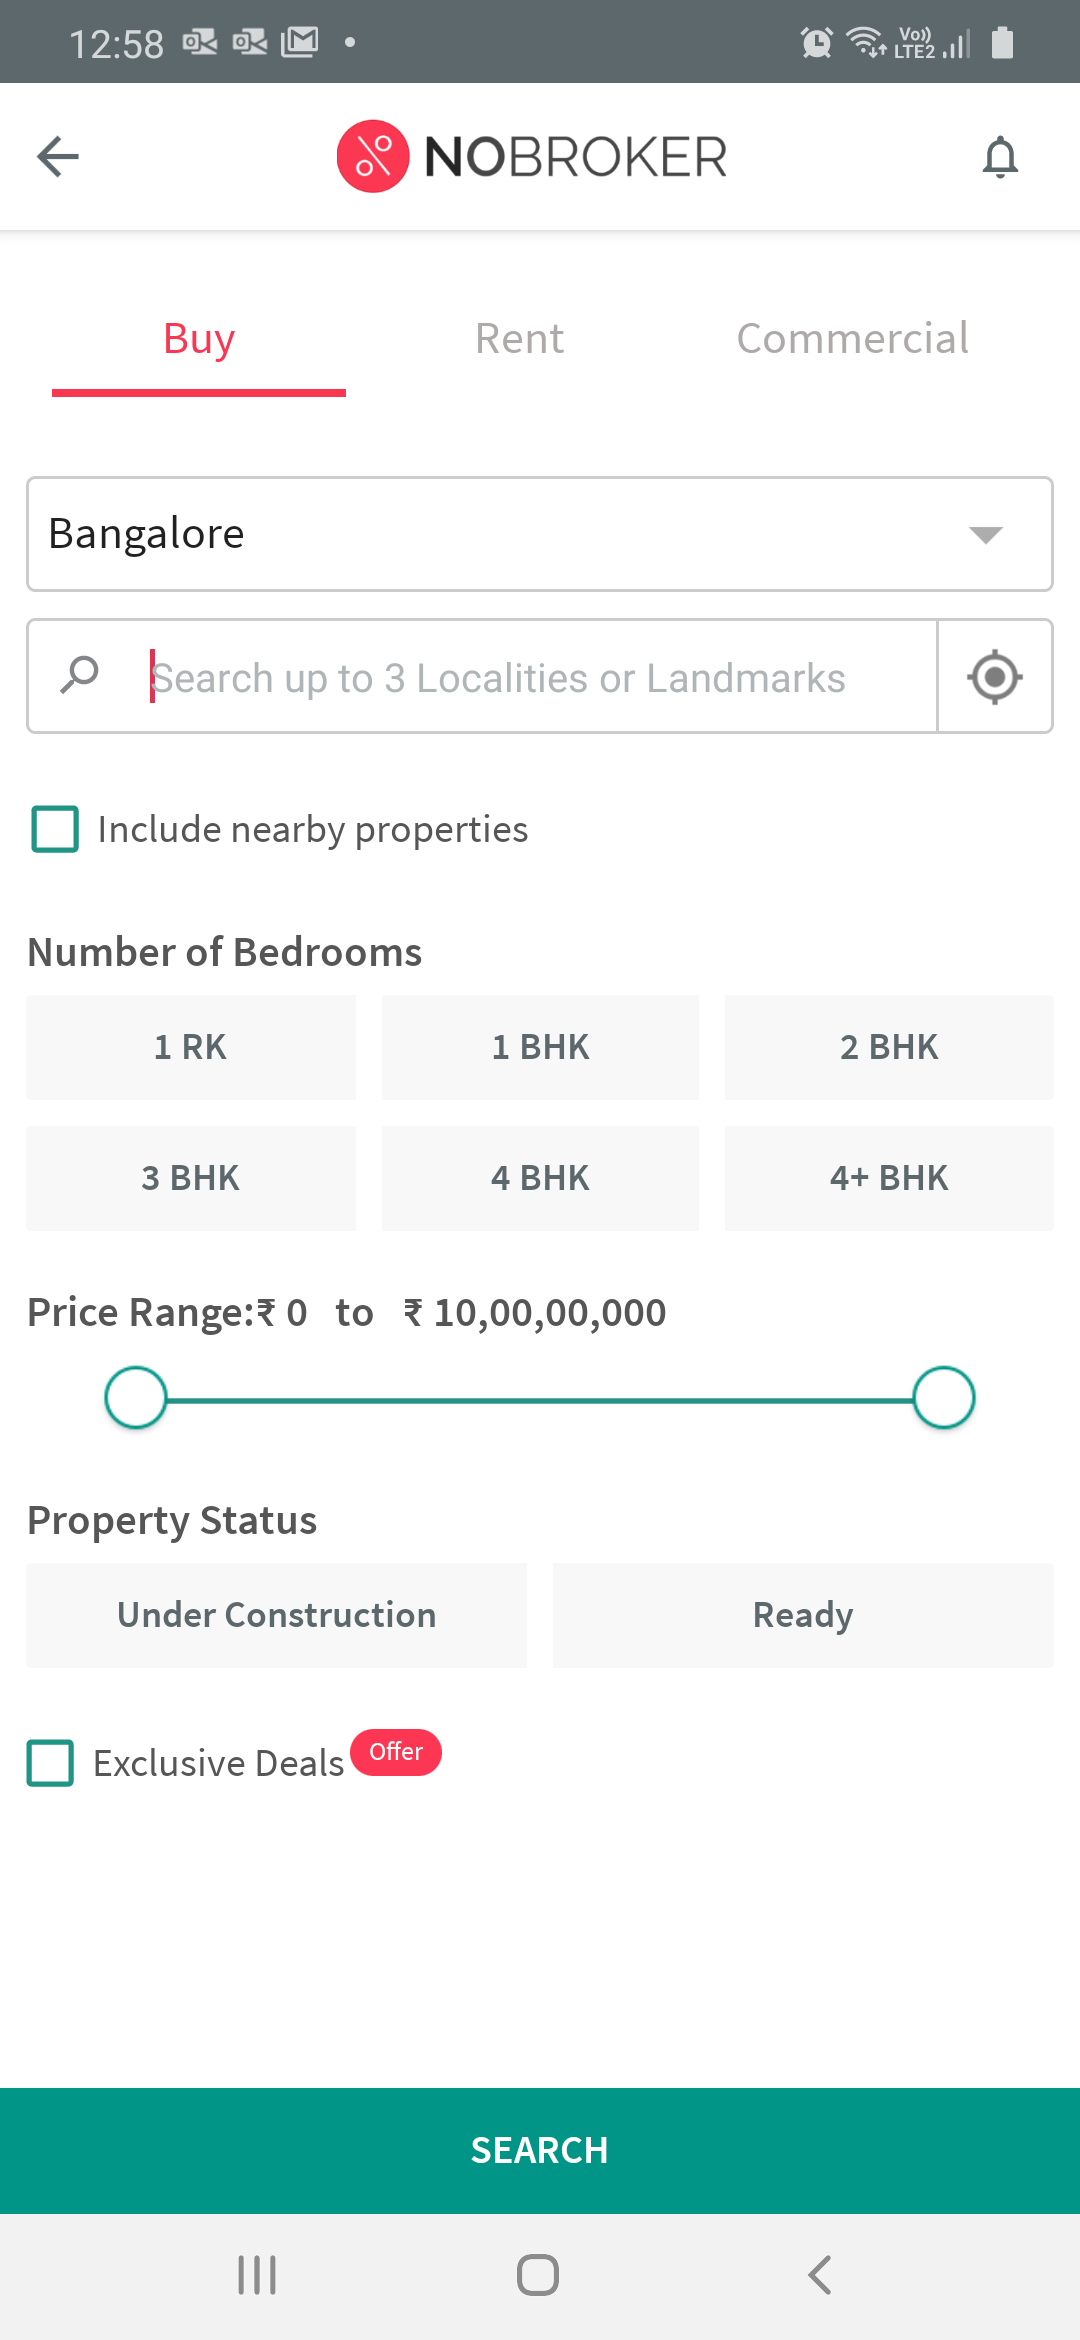 12:58
Vo))
LTE2
NOBROKER
Buy Rent Commercial
Bangalore
Search up to 3 Localities or Landmarks
Include nearby properties
Number of Bedrooms
1 RK 1 BHK 2 BHK
3 BHK 4 BHK 4+ BHK
Price Range:₹ 0 to ₹ 10,00,00,000
Property Status
Under Construction Ready
Exclusive Deals Offer
SEARCH